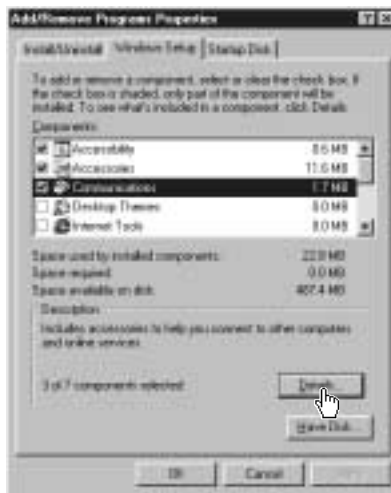 Add/Remove Programs Properties
Install/Uninstall Windows Setup Startup Disk
To add or remove a component, select or clear the check box. If
the check box is shaded, only part of the component will be
installed. To see what's included in a component, click Details.
Components:
Accessibility 0.6 MB
Accessories 11.6 MB
Communications 1.7 MB
Desktop Themes 0.0 MB
Internet Tools 0.0 MB
Space used by installed components: 22.8 MB
Space required: 0.0 MB
Space available on disk: 487.4 MB
Description
Includes accessories to help you connect to other computers
and online services.
3 of 7 components selected
Details...
Have Disk...
OK Cancel